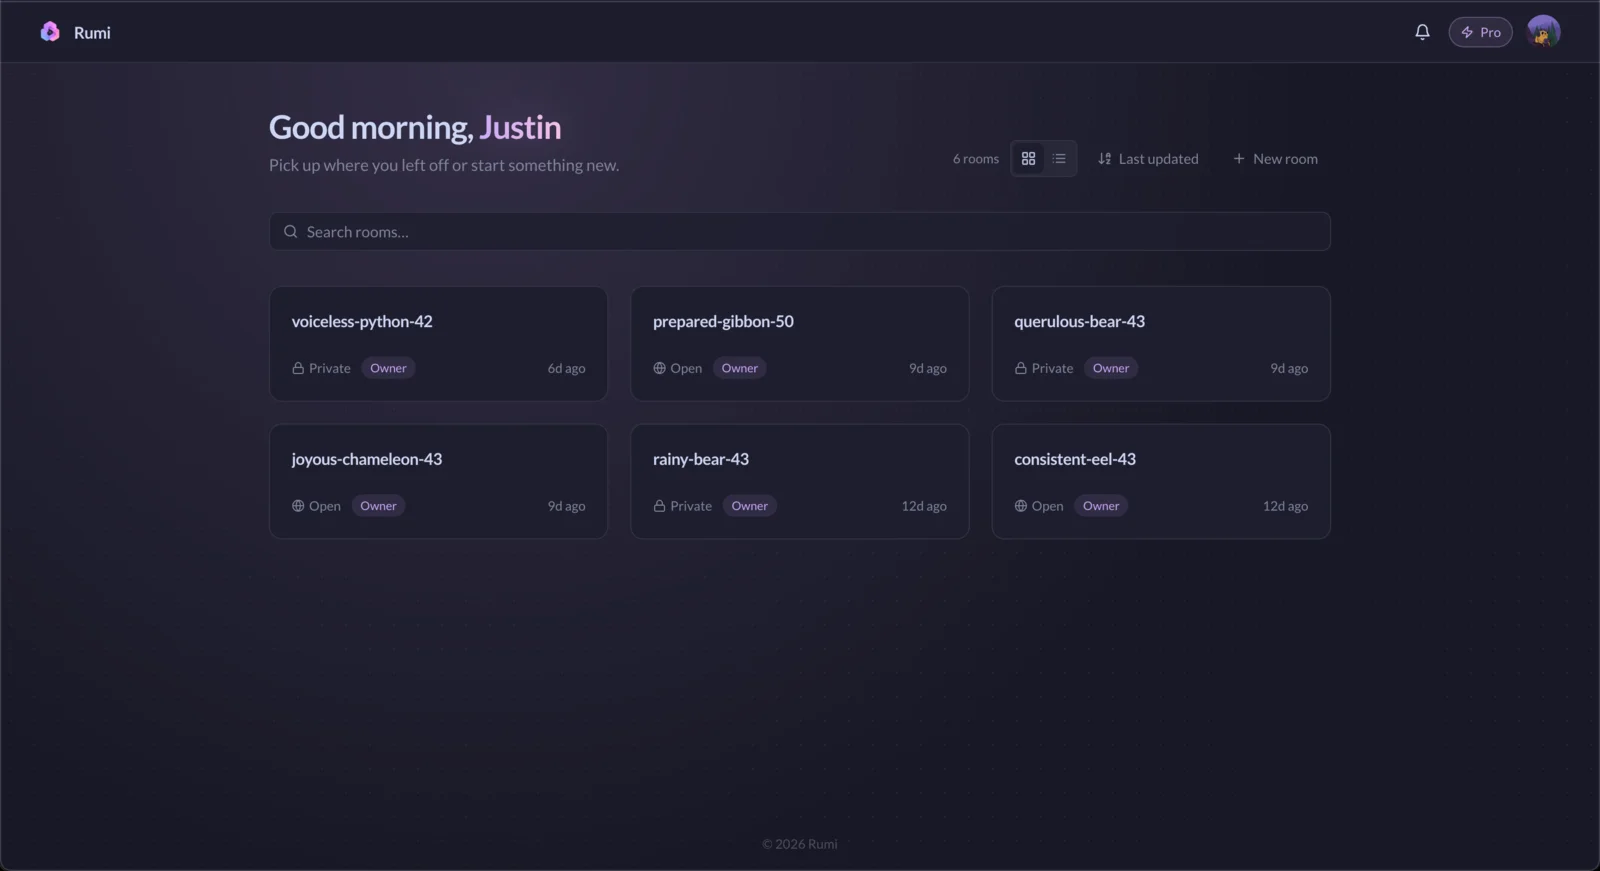 Rumi
Pro
Good morning, Justin
Pick up where you left off or start something new.
6 rooms
Last updated
New room
Search rooms...
voiceless-python-42
Private Owner 6d ago
prepared-gibbon-50
Open Owner 9d ago
querulous-bear-43
Private Owner 9d ago
joyous-chameleon-43
Open Owner 9d ago
rainy-bear-43
Private Owner 12d ago
consistent-eel-43
Open Owner 12d ago
© 2026 Rumi